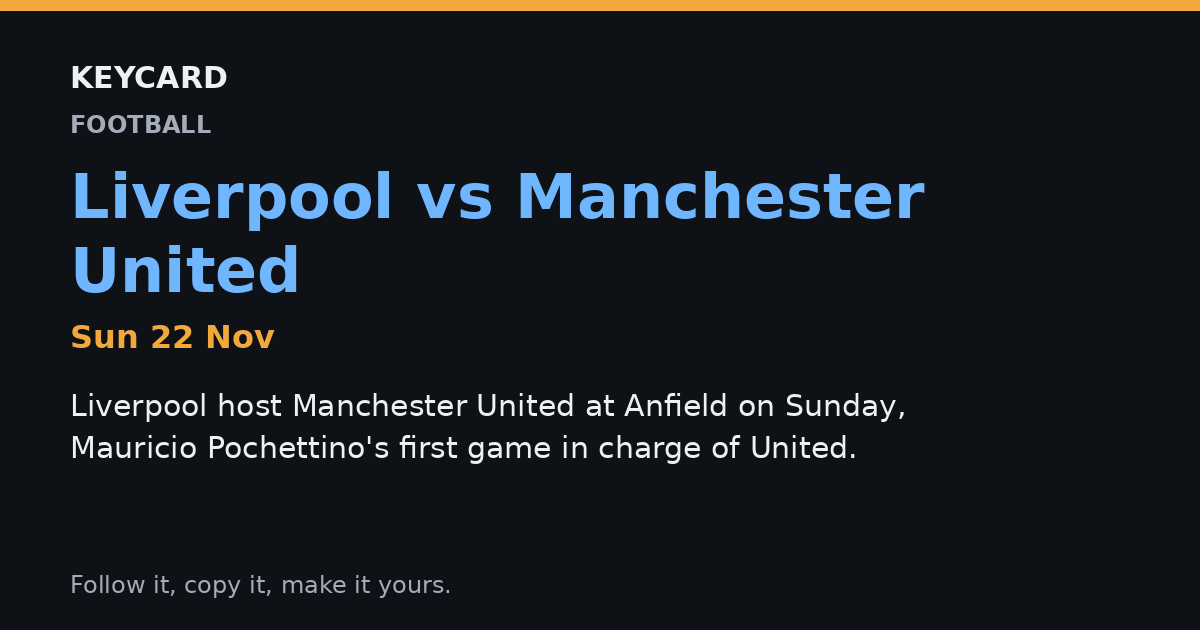 KEYCARD
FOOTBALL
Liverpool vs Manchester
United
Sun 22 Nov
Liverpool host Manchester United at Anfield on Sunday,
Mauricio Pochettino's first game in charge of United.
Follow it, copy it, make it yours.